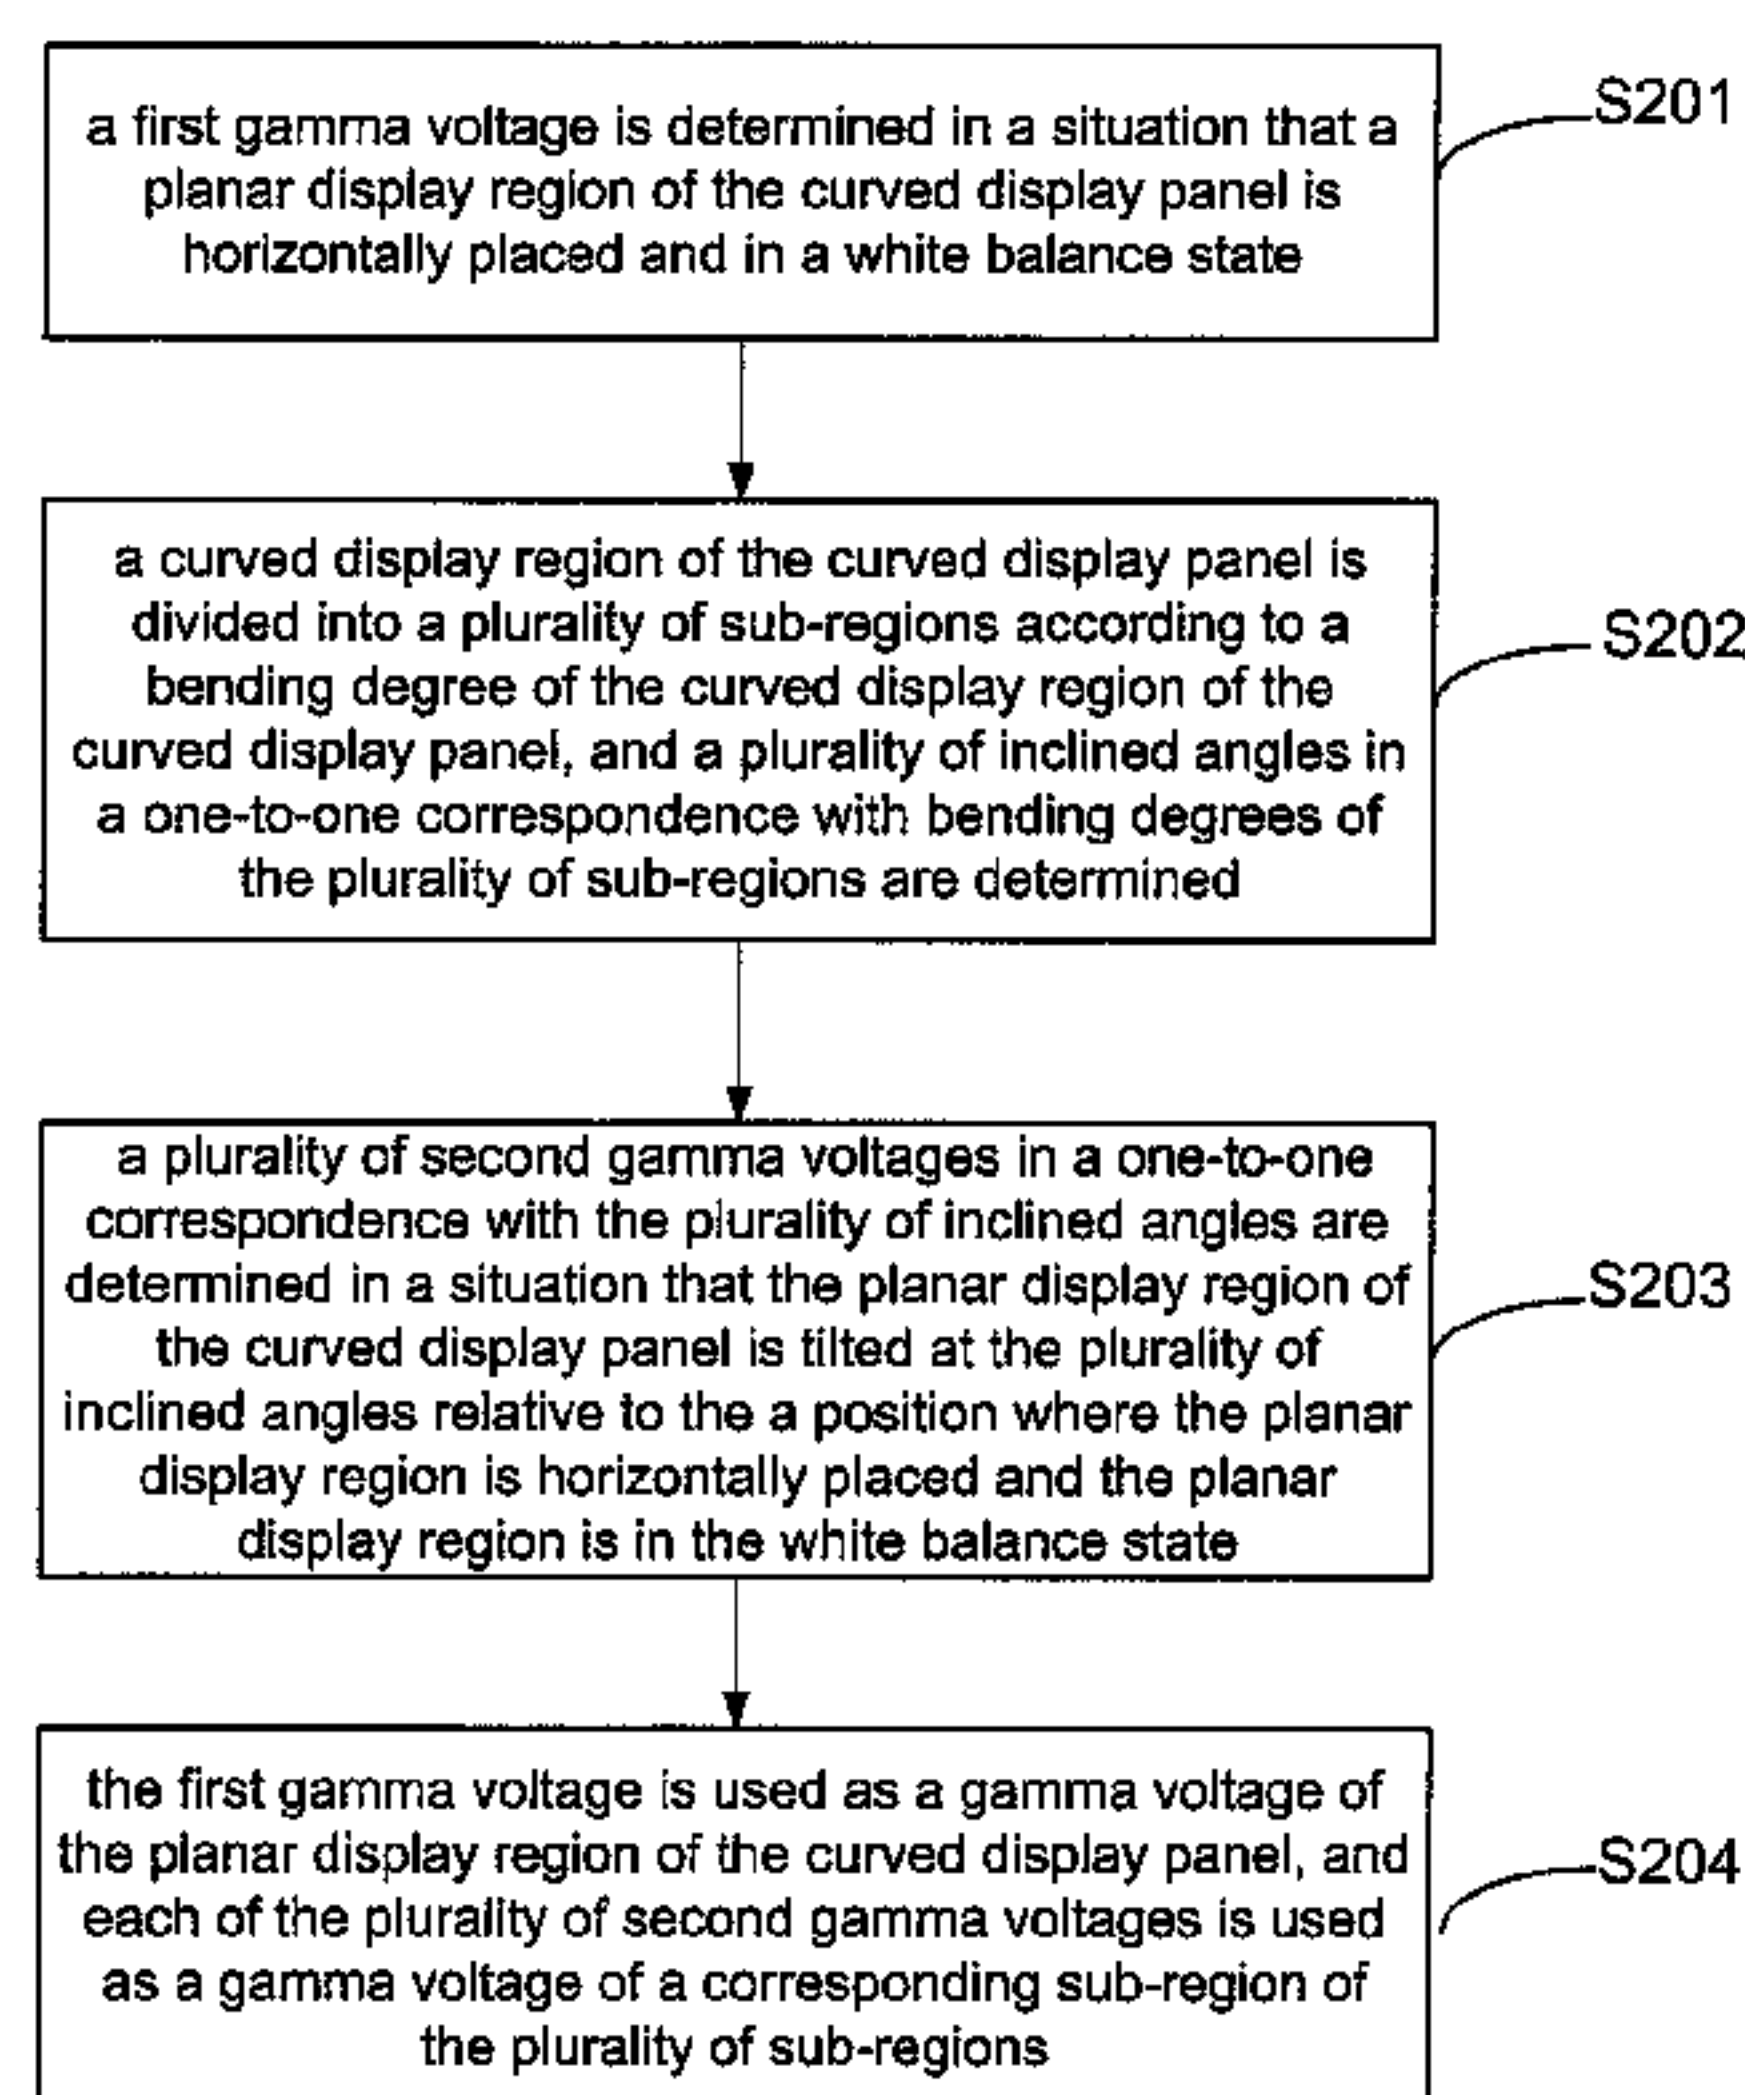 a first gamma voltage is determined in a situation that a
planar display region of the curved display panel is
horizontally placed and in a white balance state
S201
a curved display region of the curved display panel is
divided into a plurality of sub-regions according to a
bending degree of the curved display region of the
curved display panel, and a plurality of inclined angles in
a one-to-one correspondence with bending degrees of
the plurality of sub-regions are determined
S202
a plurality of second gamma voltages in a one-to-one
correspondence with the plurality of inclined angles are
determined in a situation that the planar display region of
the curved display panel is tilted at the plurality of
inclined angles relative to the a position where the planar
display region is horizontally placed and the planar
display region is in the white balance state
S203
the first gamma voltage is used as a gamma voltage of
the planar display region of the curved display panel, and
each of the plurality of second gamma voltages is used
as a gamma voltage of a corresponding sub-region of
the plurality of sub-regions
S204